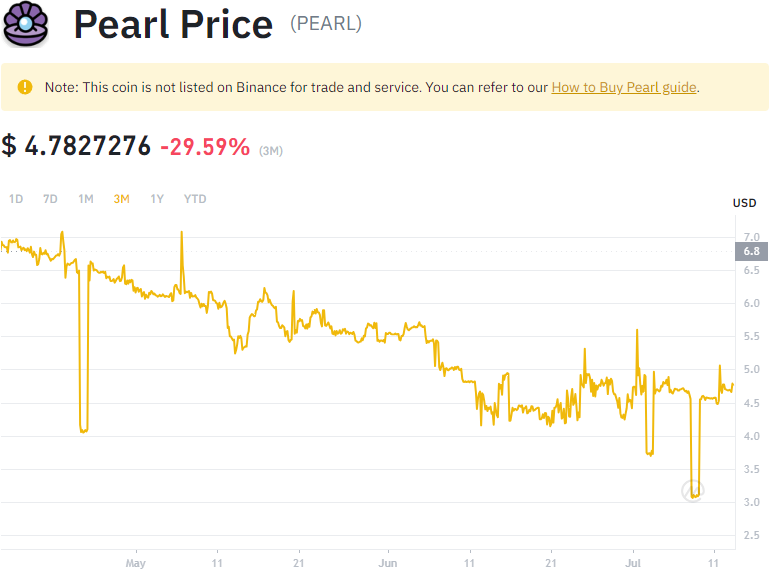 Pearl Price (PEARL)
Note: This coin is not listed on Binance for trade and service. You can refer to our How to Buy Pearl guide.
$ 4.7827276 -29.59% (3M)
1D 7D 1M 3M 1Y YTD
USD
7.0
6.8
6.5
6.0
5.5
5.0
4.5
4.0
3.5
3.0
2.5
May 11 21 Jun 11 21 Jul 11